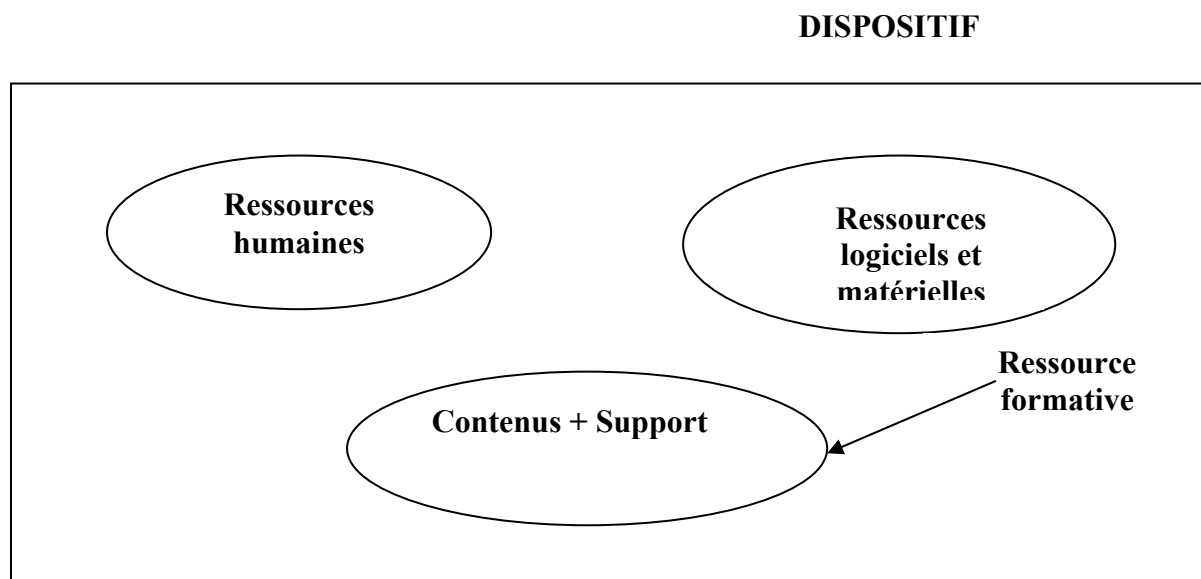 DISPOSITIF
Ressources
humaines
Ressources
logiciels et
matérielles
Ressource
formative
Contenus + Support